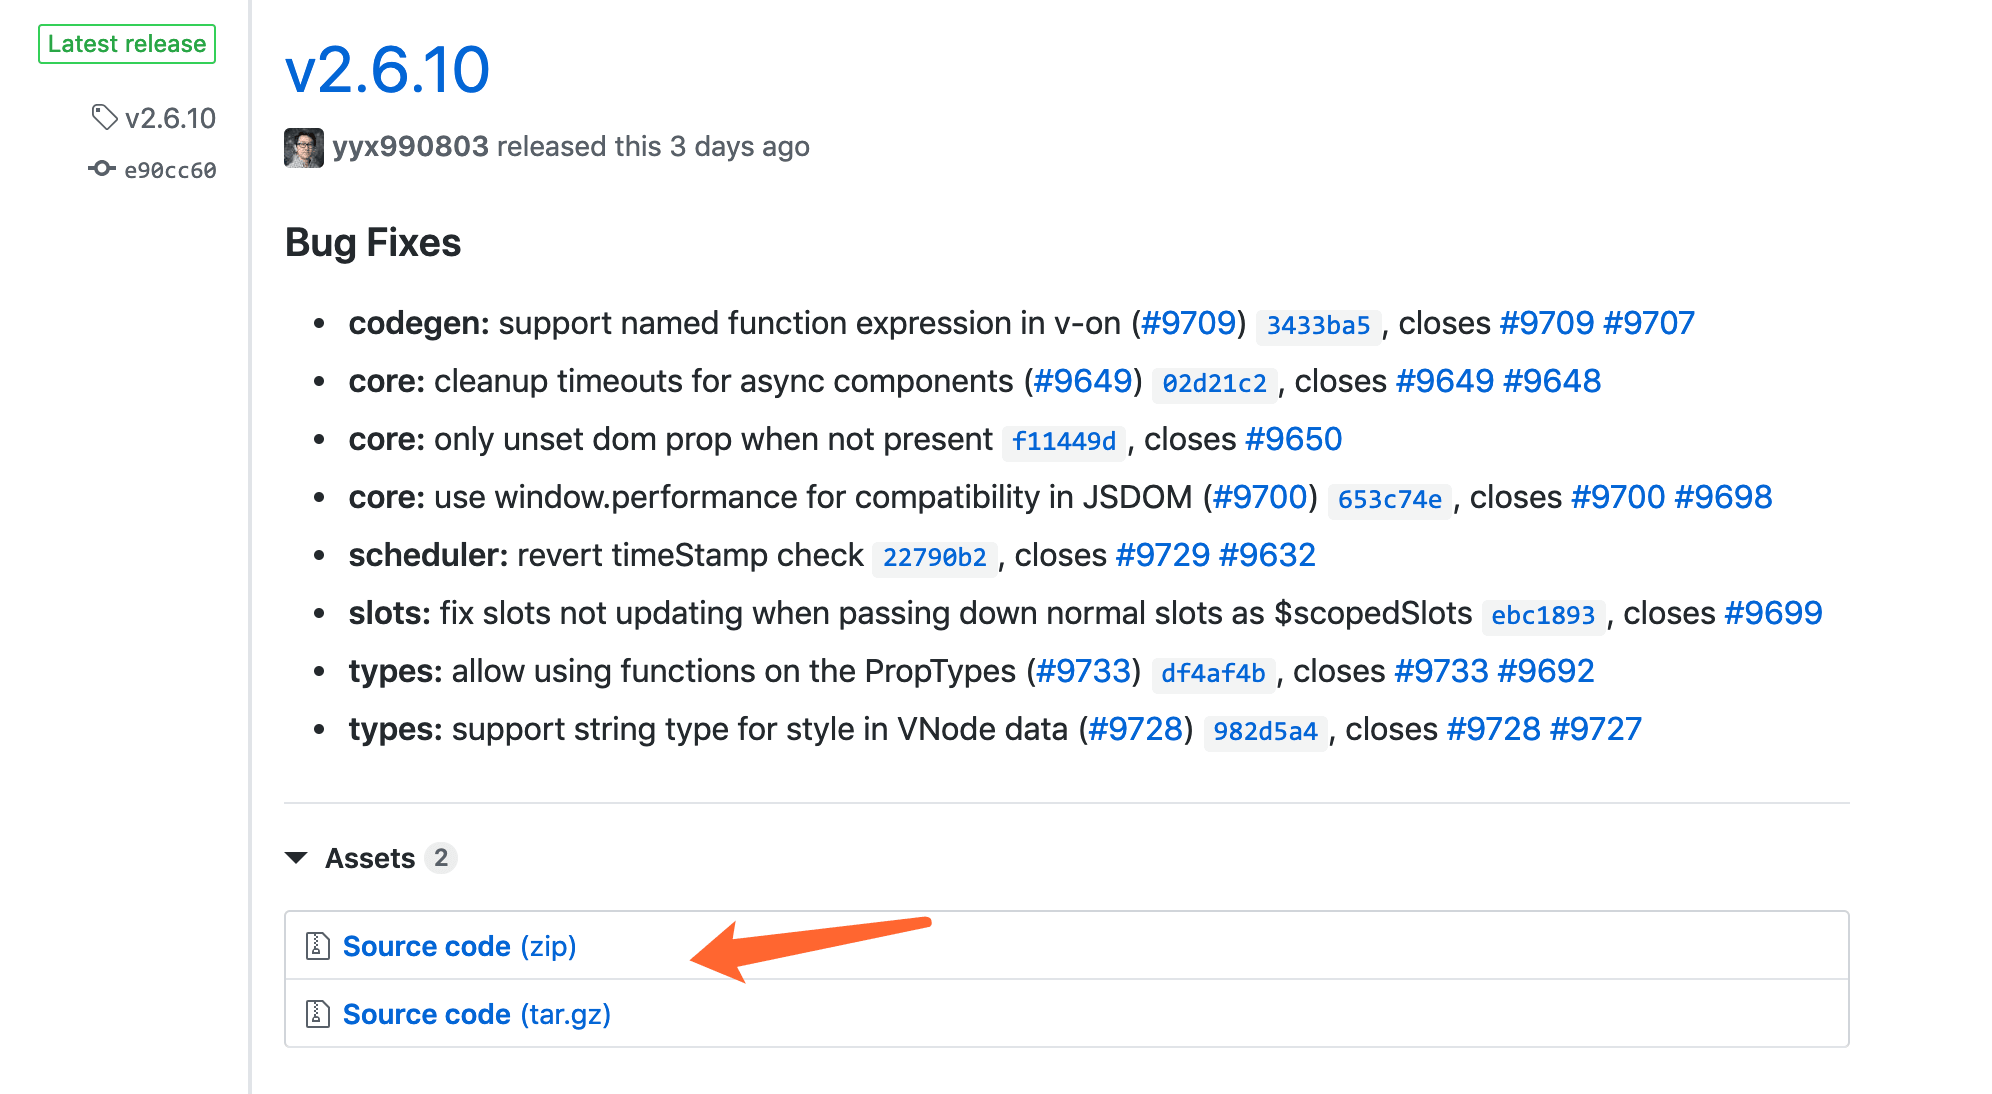 Latest release
v2.6.10
e90cc60
v2.6.10
yyx990803 released this 3 days ago
Bug Fixes
• codegen: support named function expression in v-on (#9709) 3433ba5, closes #9709 #9707
• core: cleanup timeouts for async components (#9649) 02d21c2, closes #9649 #9648
• core: only unset dom prop when not present f11449d, closes #9650
• core: use window.performance for compatibility in JSDOM (#9700) 653c74e, closes #9700 #9698
• scheduler: revert timeStamp check 22790b2, closes #9729 #9632
• slots: fix slots not updating when passing down normal slots as $scopedSlots ebc1893, closes #9699
• types: allow using functions on the PropTypes (#9733) df4af4b, closes #9733 #9692
• types: support string type for style in VNode data (#9728) 982d5a4, closes #9728 #9727
Assets 2
Source code (zip)
Source code (tar.gz)